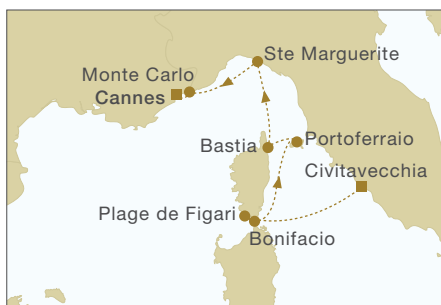 Ste Marguerite
Monte Carlo
Cannes
Bastia
Portoferraio
Civitavecchia
Plage de Figari
Bonifacio